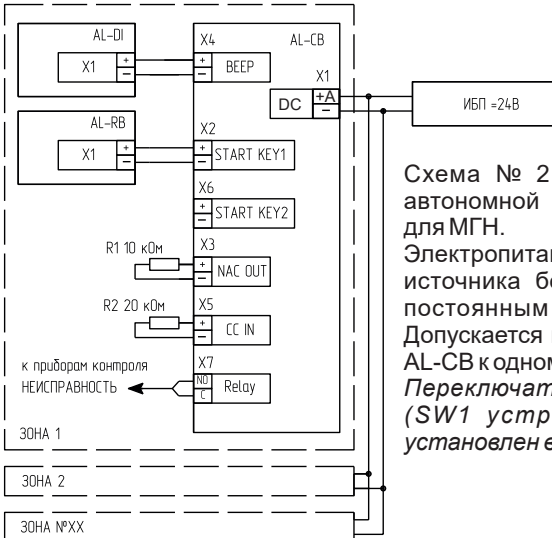 AL-DI
X1
+
−
X4
AL-CB
+
−
BEEP
X1
DC
+A
−
ИБП =24В
AL-RB
X1
+
−
X2
+
−
START KEY1
X6
+
−
START KEY2
R1 10 кОм
X3
+
−
NAC OUT
R2 20 кОм
X5
+
−
CC IN
к приборам контроля
НЕИСПРАВНОСТЬ
X7
NO
C
Relay
ЗОНА 1
ЗОНА 2
ЗОНА №XX
Схема № 2
автономной
для МГН.
Электропита
источника б
постоянным
Допускается
AL-CB к одно
Переключат
(SW1 устр
установлен